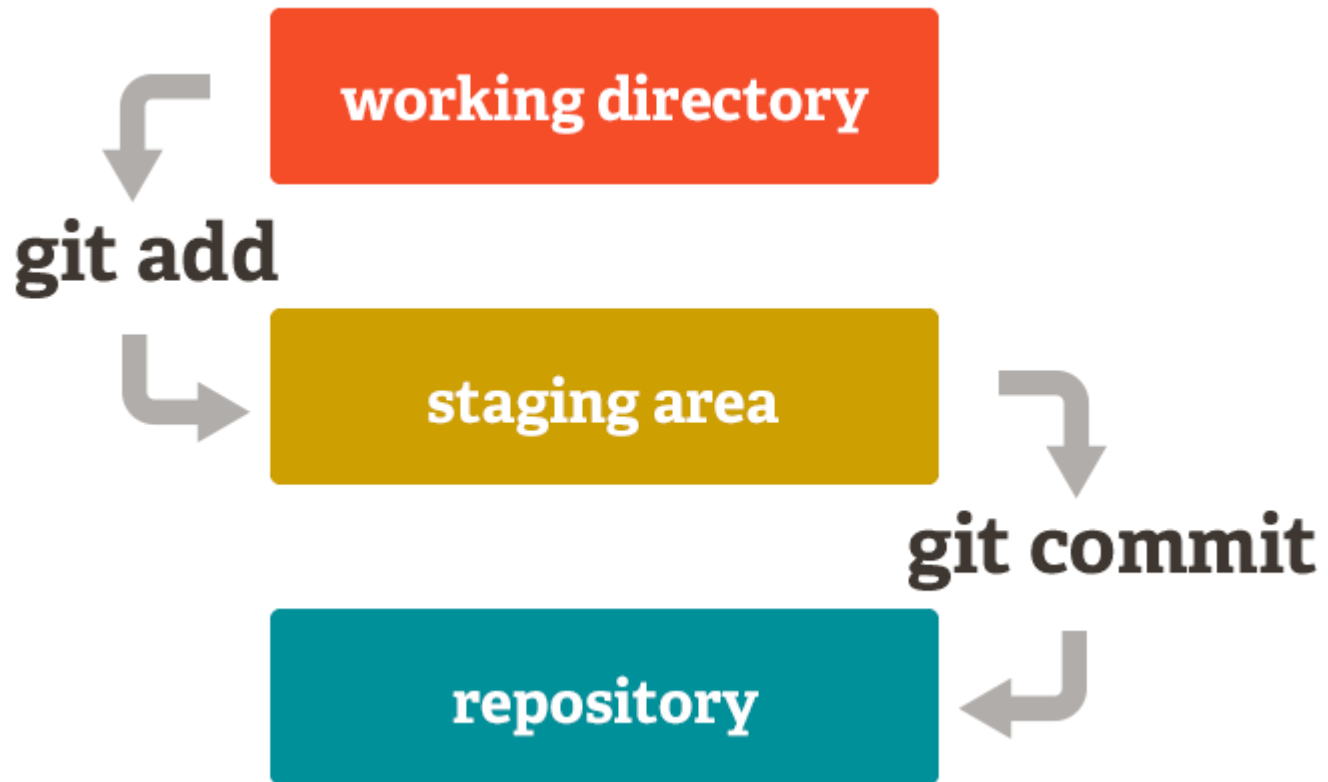 working directory
git add
staging area
git commit
repository